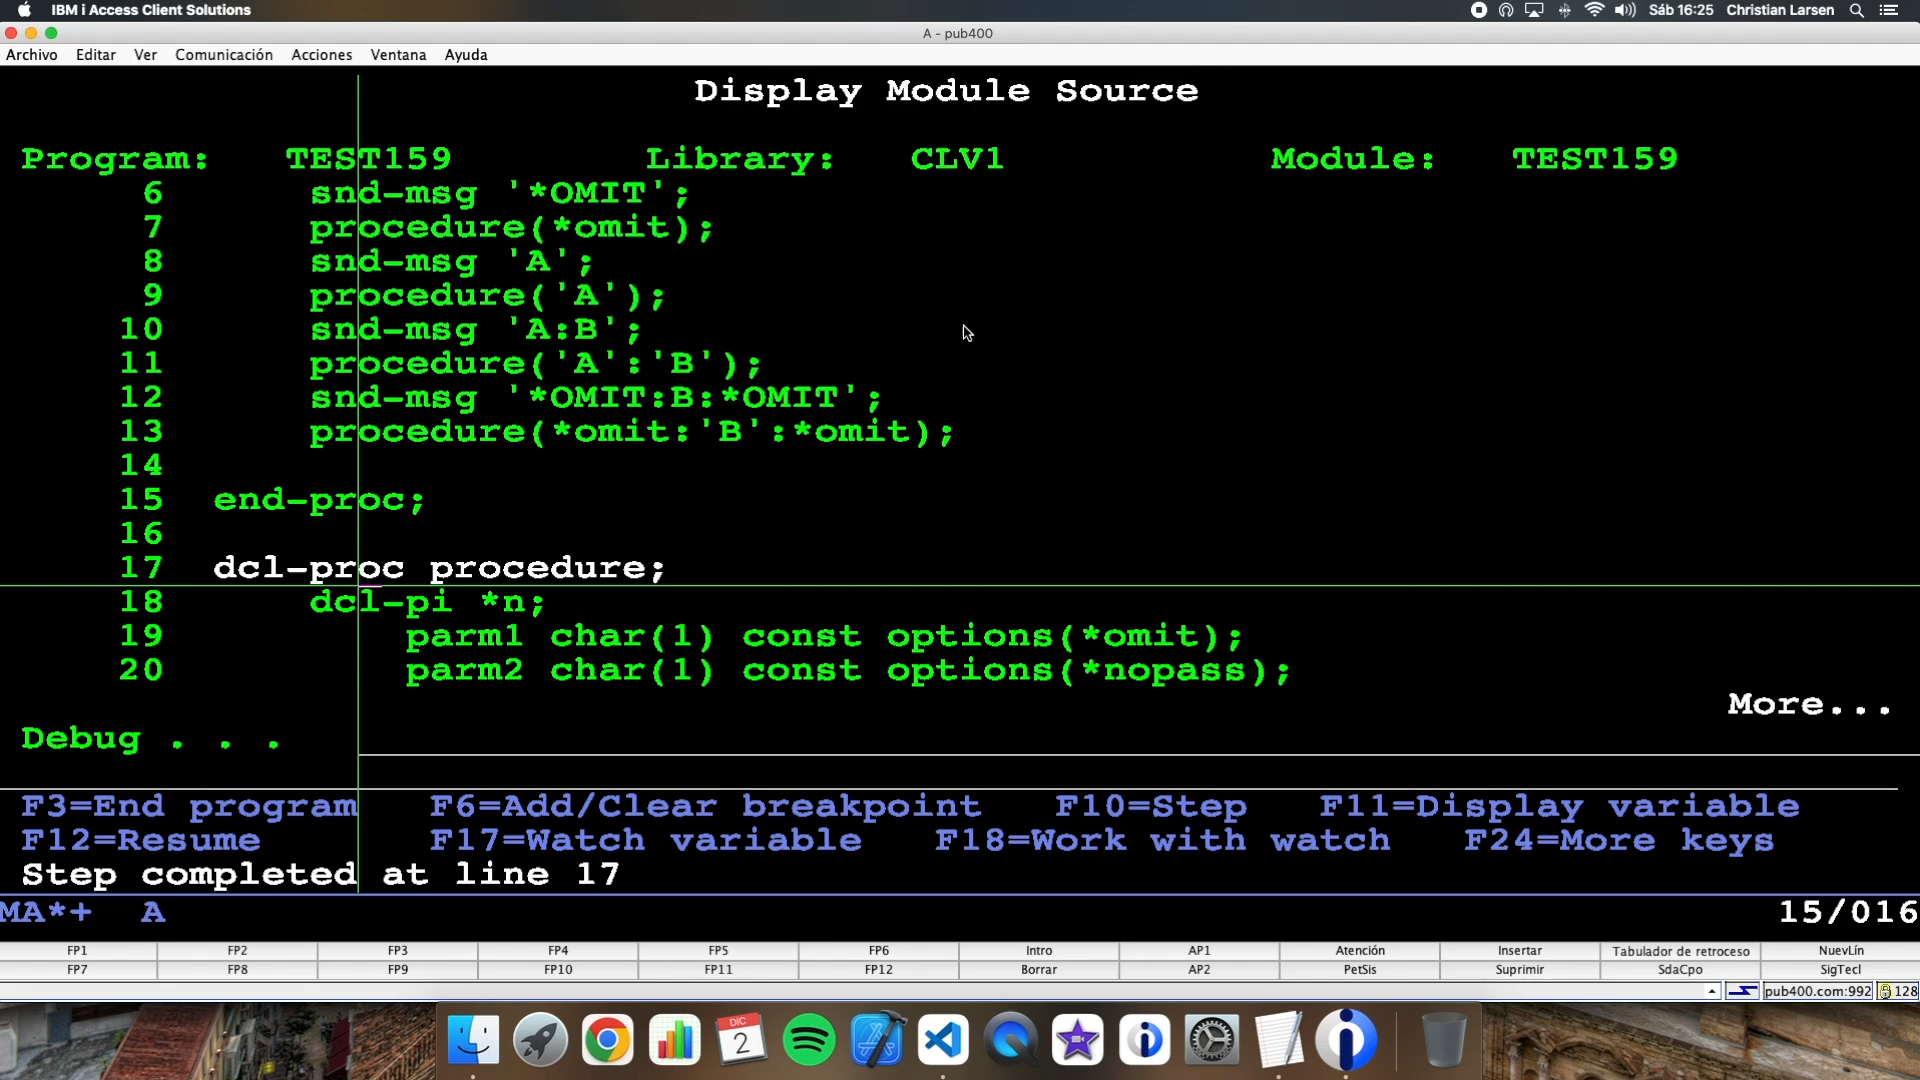 IBM i Access Client Solutions Sáb 16:25 Christian Larsen
A - pub400
Archivo Editar Ver Comunicación Acciones Ventana Ayuda
Display Module Source
Program: TEST159 Library: CLV1 Module: TEST159
6 snd-msg '*OMIT';
7 procedure(*omit);
8 snd-msg 'A';
9 procedure('A');
10 snd-msg 'A:B';
11 procedure('A':'B');
12 snd-msg '*OMIT:B:*OMIT';
13 procedure(*omit:'B':*omit);
14
15 end-proc;
16
17 dcl-proc procedure;
18 dcl-pi *n;
19 parm1 char(1) const options(*omit);
20 parm2 char(1) const options(*nopass);
More...
Debug . . .
F3=End program F6=Add/Clear breakpoint F10=Step F11=Display variable
F12=Resume F17=Watch variable F18=Work with watch F24=More keys
Step completed at line 17
MA*+ A 15/016
FP1 FP2 FP3 FP4 FP5 FP6 Intro AP1 Atención Insertar Tabulador de retroceso NuevLín
FP7 FP8 FP9 FP10 FP11 FP12 Borrar AP2 PetSis Suprimir SdaCpo SigTecl
pub400.com:992 128
DIC
2